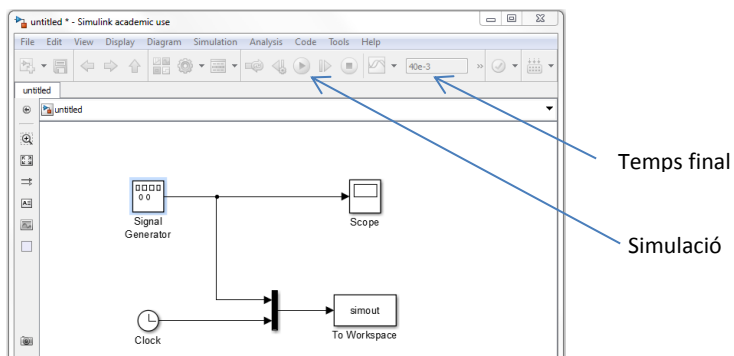 untitled * - Simulink academic use
File Edit View Display Diagram Simulation Analysis Code Tools Help
40e-3
»
untitled
untitled
Temps final
Signal
Generator
Scope
Simulació
simout
Clock
To Workspace